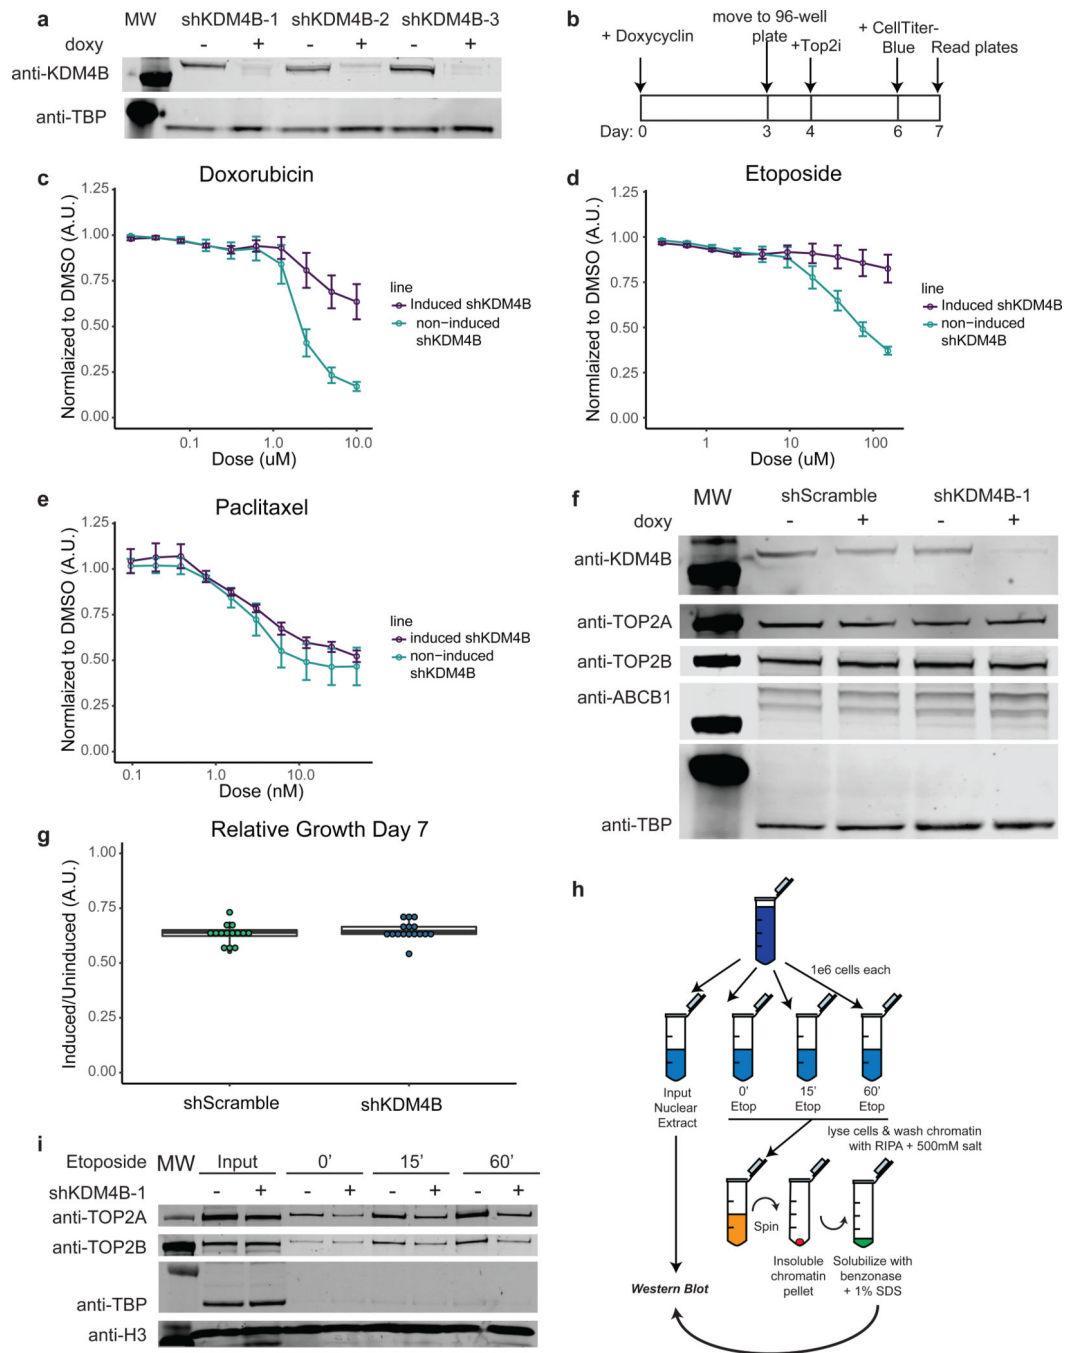 a
MW
shKDM4B-1 shKDM4B-2 shKDM4B-3
doxy - + - + - +
anti-KDM4B
anti-TBP
b
+ Doxycyclin
move to 96-well
plate
+Top2i
+ CellTiter-
Blue
Read plates
Day: 0 3 4 6 7
c
Doxorubicin
Normlaized to DMSO (A.U.)
1.25
1.00
0.75
0.50
0.25
0.00
0.1 1.0 10.0
Dose (uM)
line
Induced shKDM4B
non-induced
shKDM4B
d
Etoposide
Normlaized to DMSO (A.U.)
1.25
1.00
0.75
0.50
0.25
0.00
1 10 100
Dose (uM)
line
Induced shKDM4B
non-induced
shKDM4B
e
Paclitaxel
Normlaized to DMSO (A.U.)
1.25
1.00
0.75
0.50
0.25
0.00
0.1 1.0 10.0
Dose (nM)
line
induced shKDM4B
non-induced
shKDM4B
f
MW
shScramble shKDM4B-1
doxy - + - +
anti-KDM4B
anti-TOP2A
anti-TOP2B
anti-ABCB1
anti-TBP
g
Relative Growth Day 7
Induced/Uninduced (A.U.)
1.00
0.75
0.50
0.25
0.00
shScramble shKDM4B
h
1e6 cells each
Input
Nuclear
Extract
0'
Etop
15'
Etop
60'
Etop
lyse cells & wash chromatin
with RIPA + 500mM salt
Spin
Insoluble
chromatin
pellet
Solubilize with
benzonase
+ 1% SDS
Western Blot
i
Etoposide MW Input 0' 15' 60'
shKDM4B-1 - + - + - + - +
anti-TOP2A
anti-TOP2B
anti-TBP
anti-H3